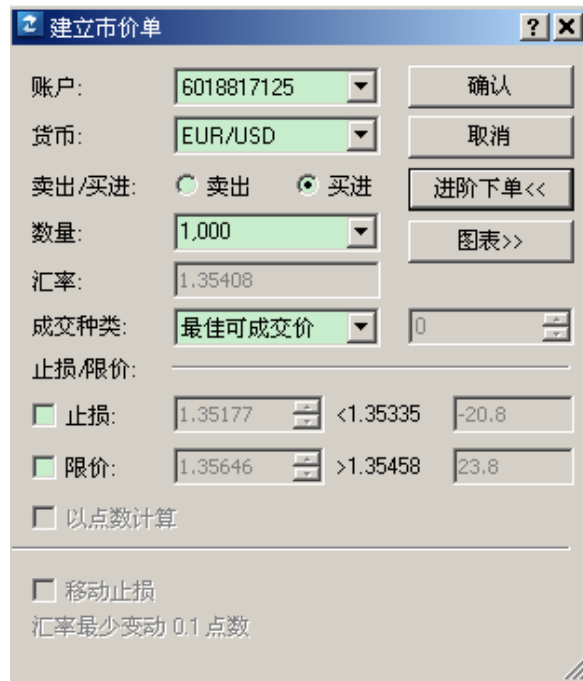 建立市价单
账户: 6018817125 确认
货币: EUR/USD 取消
卖出/买进: 卖出 买进 进阶下单<<
数量: 1,000 图表>>
汇率: 1.35408
成交种类: 最佳可成交价 0
止损/限价:
止损: 1.35177 <1.35335 -20.8
限价: 1.35646 >1.35458 23.8
以点数计算
移动止损
汇率最少变动 0.1 点数